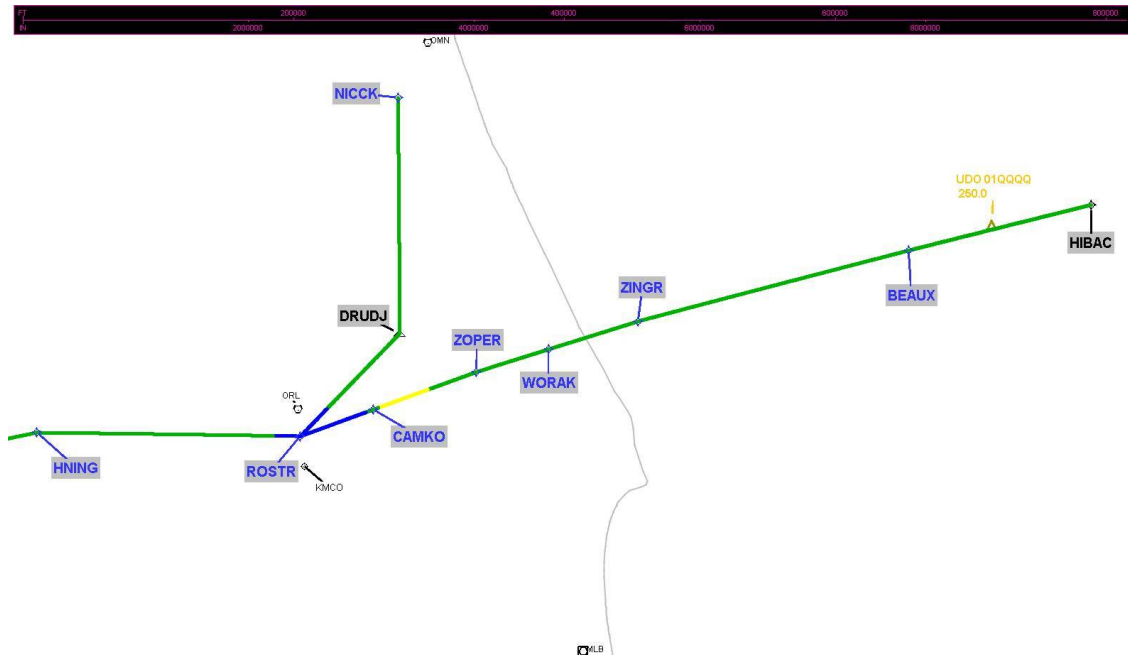 FT 200000 400000 600000 800000
IN 2000000 4000000 6000000 8000000
OMN
NICCK
UDO 01QQQQ
250.0
HIBAC
BEAUX
ZINGR
DRUDJ
ZOPER
WORAK
ORL
CAMKO
HNING
ROSTR
KMCO
MLB